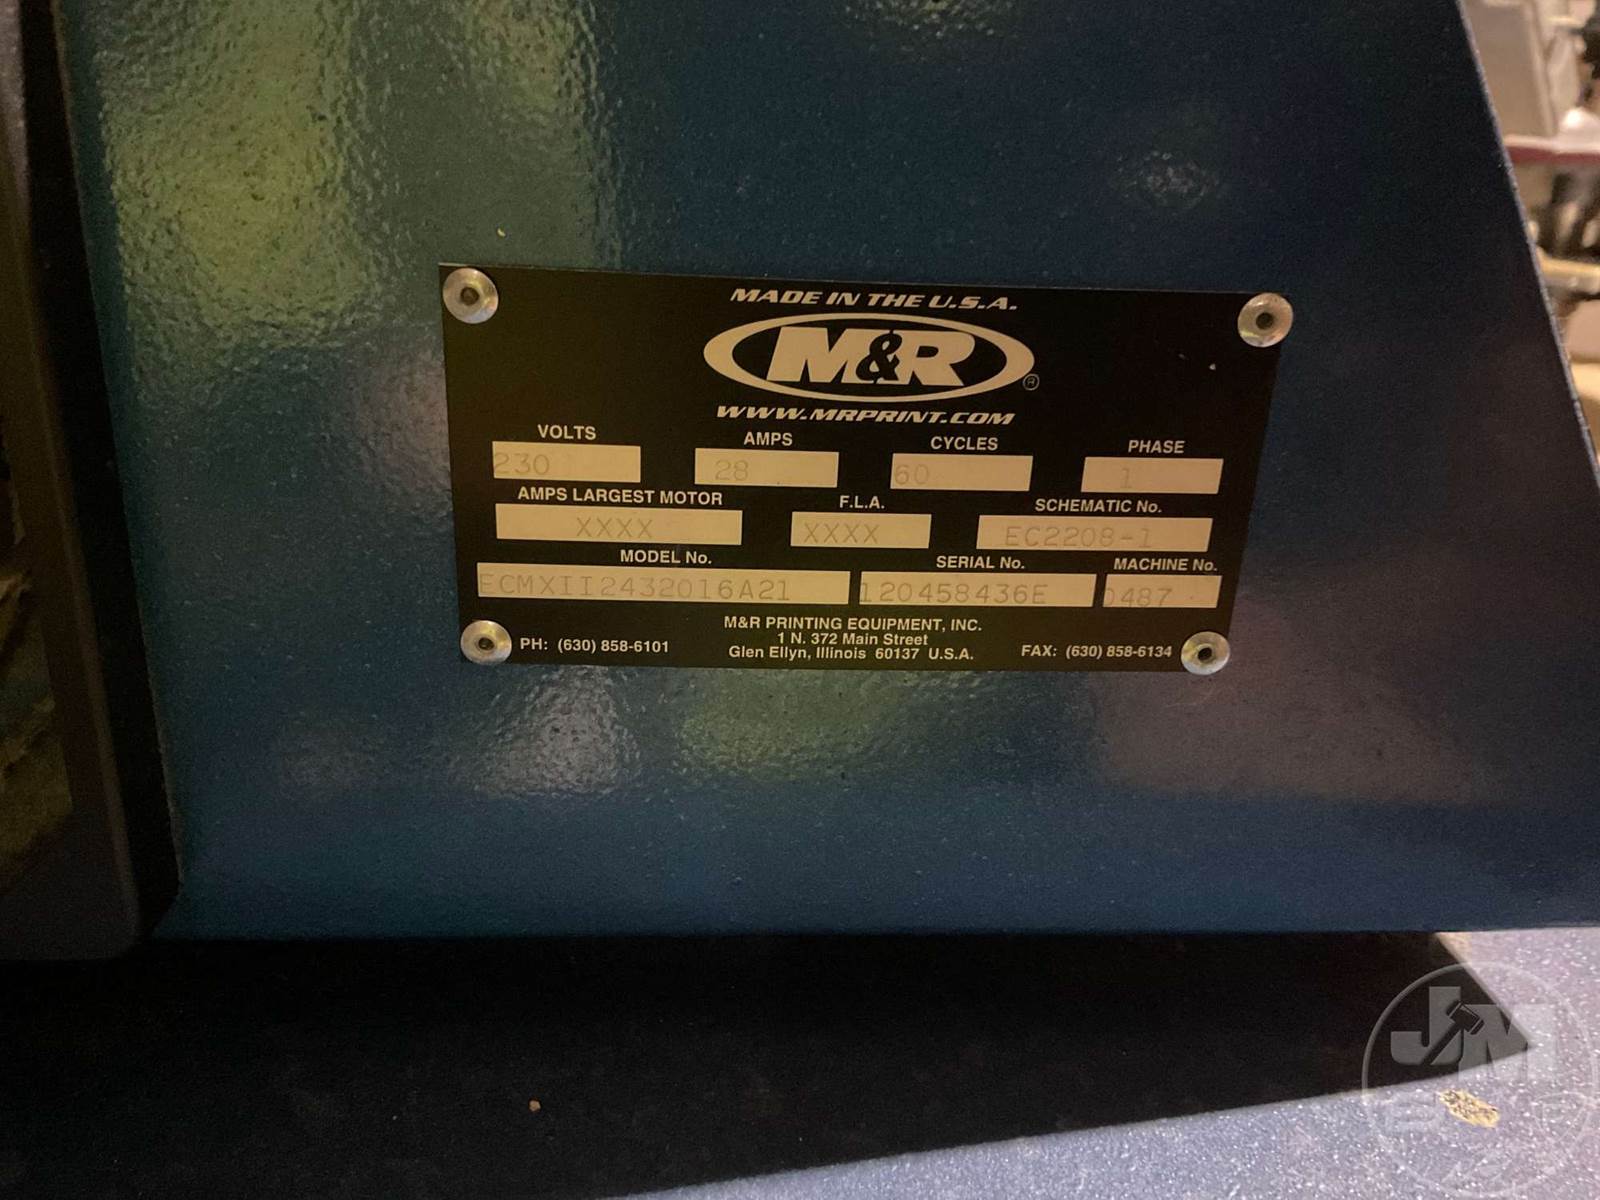 MADE IN THE U.S.A.
M&R ®
WWW.MRPRINT.COM
VOLTS AMPS CYCLES PHASE
230 28 60 1
AMPS LARGEST MOTOR F.L.A. SCHEMATIC No.
XXXX XXXX EC2208-1
MODEL No. SERIAL No. MACHINE No.
ECMXII2432016A21 120458436E 0487
M&R PRINTING EQUIPMENT, INC.
1 N. 372 Main Street
PH: (630) 858-6101 Glen Ellyn, Illinois 60137 U.S.A. FAX: (630) 858-6134
JM